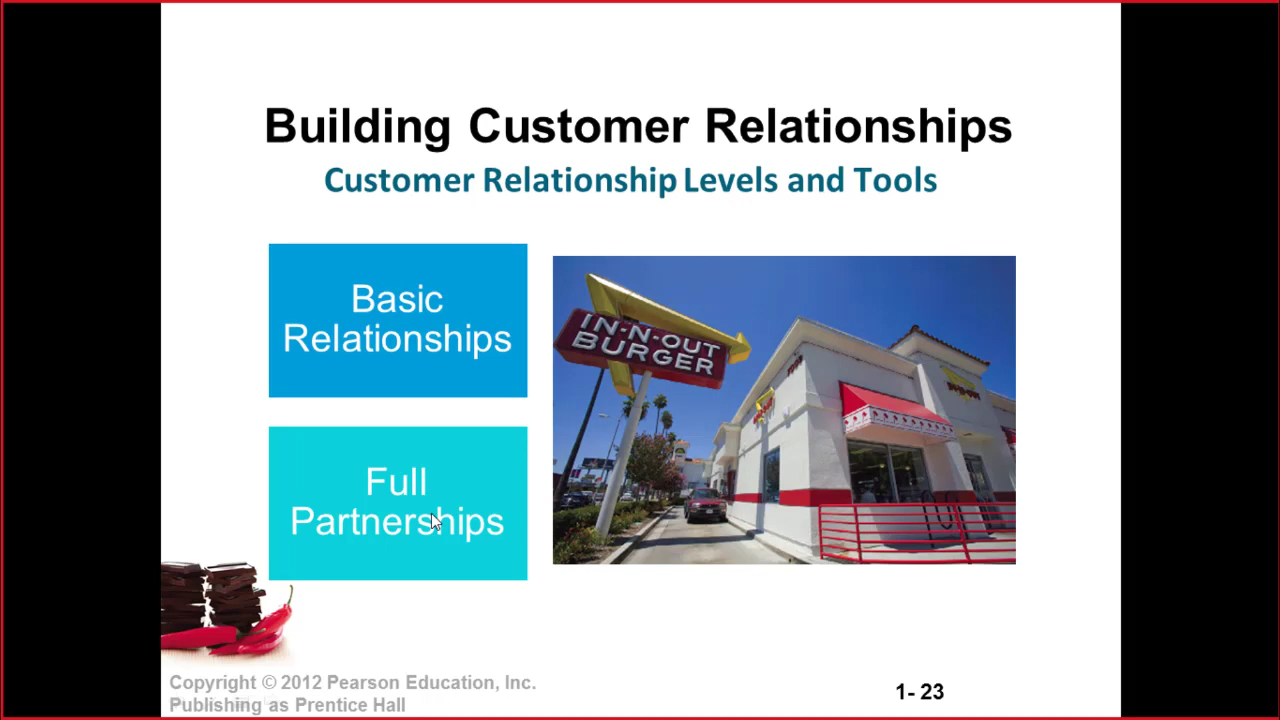 Building Customer Relationships
Customer Relationship Levels and Tools
Basic
Relationships
Full
Partnerships
IN-N-OUT
BURGER
Copyright © 2012 Pearson Education, Inc.
Publishing as Prentice Hall
1- 23